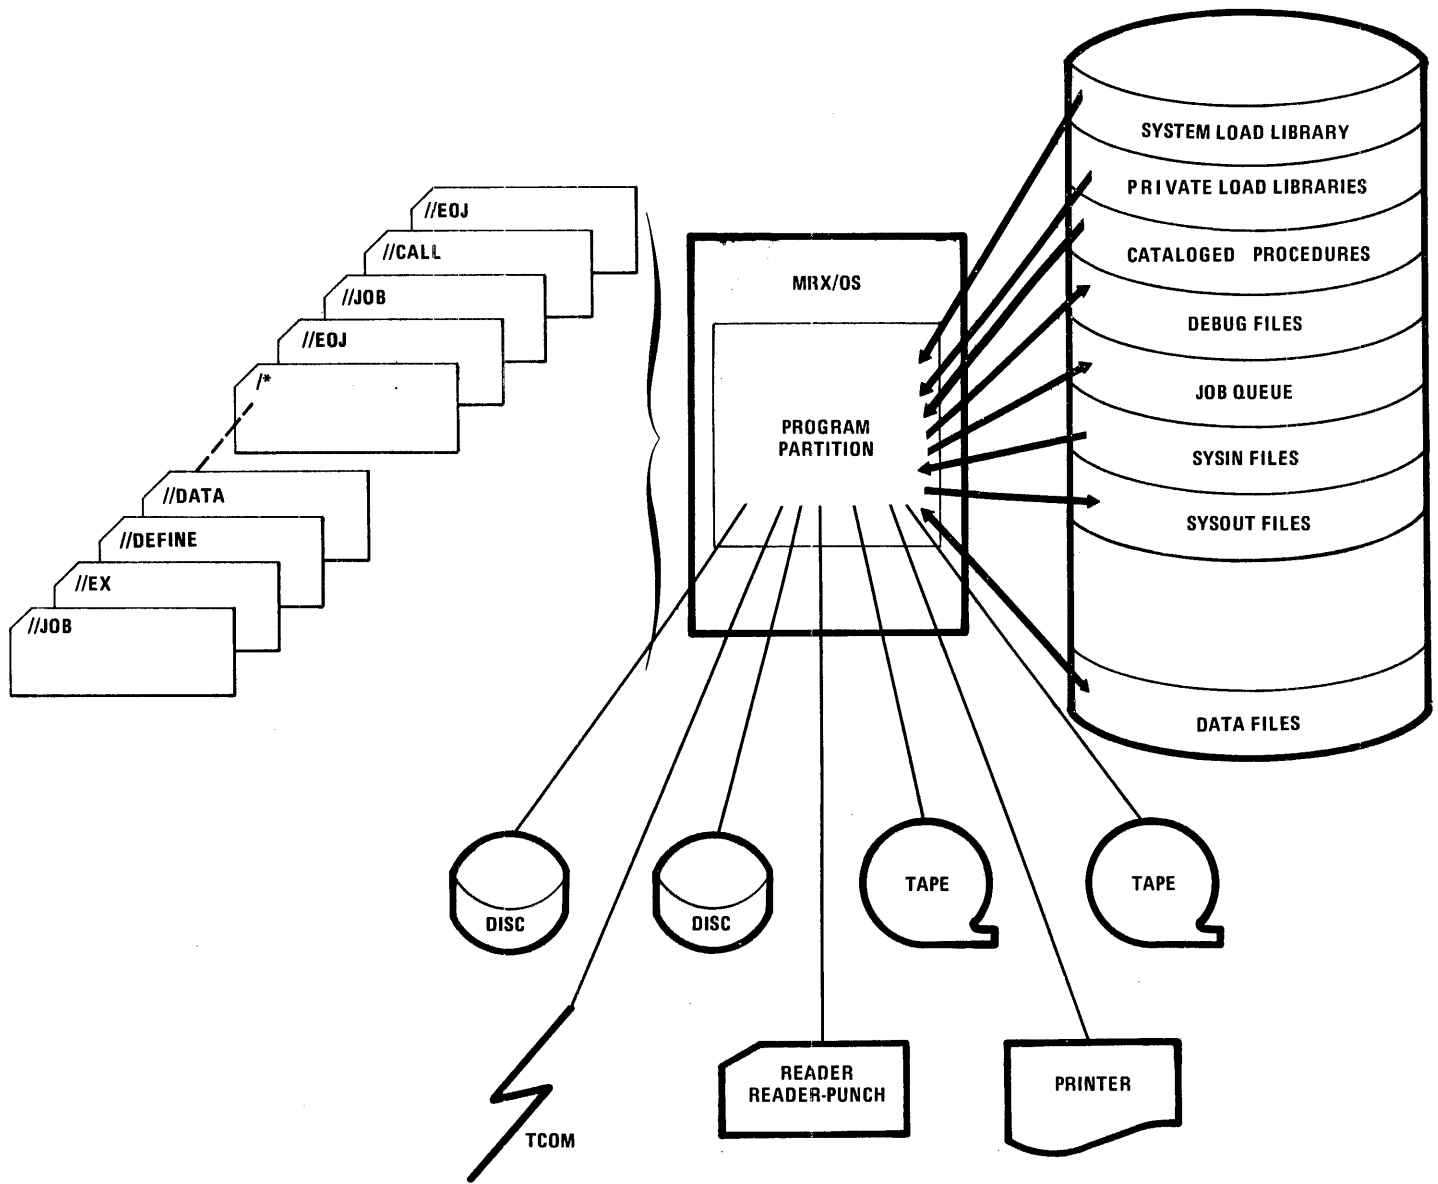 //EOJ
//CALL
//JOB
//EOJ
/*
//DATA
//DEFINE
//EX
//JOB
MRX/OS
PROGRAM
PARTITION
SYSTEM LOAD LIBRARY
PRIVATE LOAD LIBRARIES
CATALOGED PROCEDURES
DEBUG FILES
JOB QUEUE
SYSIN FILES
SYSOUT FILES
DATA FILES
DISC
DISC
TAPE
TAPE
TCOM
READER
READER-PUNCH
PRINTER